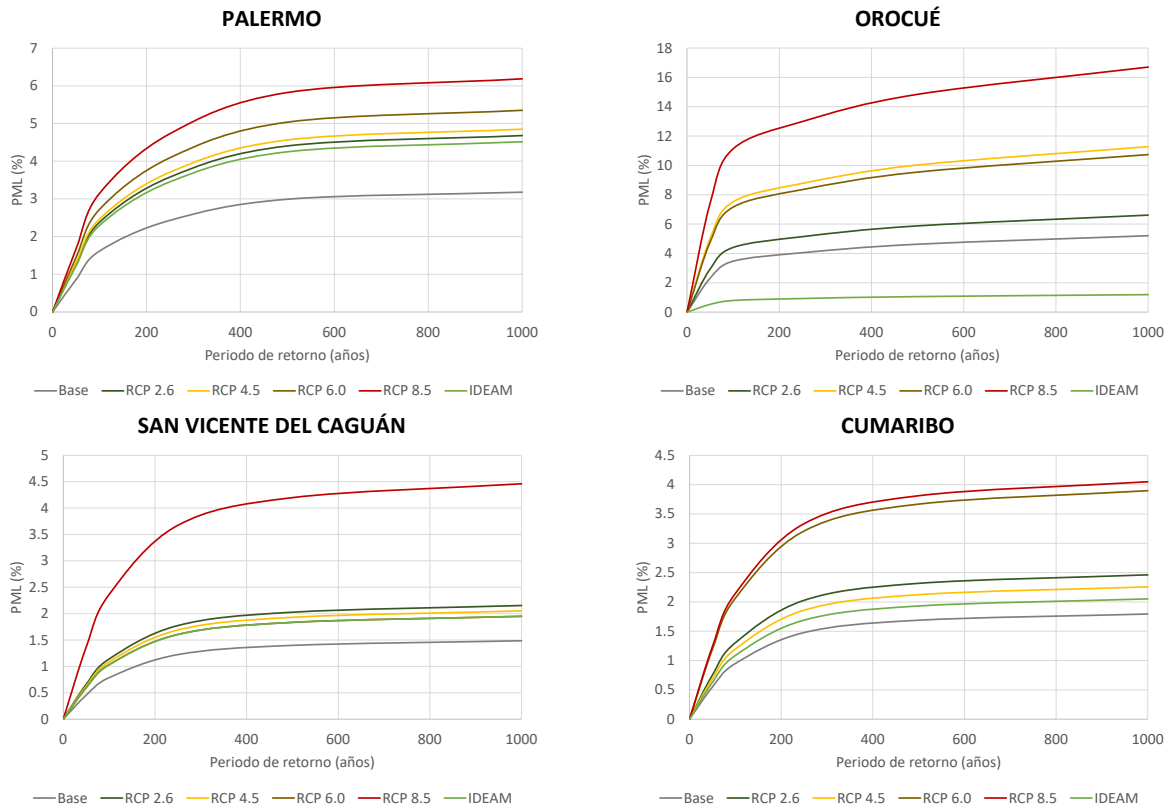 PALERMO
7
6
5
4
3
2
1
0
PML (%)
0 200 400 600 800 1000
Periodo de retorno (años)
Base RCP 2.6 RCP 4.5 RCP 6.0 RCP 8.5 IDEAM
OROCUÉ
18
16
14
12
10
8
6
4
2
0
PML (%)
0 200 400 600 800 1000
Periodo de retorno (años)
Base RCP 2.6 RCP 4.5 RCP 6.0 RCP 8.5 IDEAM
SAN VICENTE DEL CAGUÁN
5
4.5
4
3.5
3
2.5
2
1.5
1
0.5
0
PML (%)
0 200 400 600 800 1000
Periodo de retorno (años)
Base RCP 2.6 RCP 4.5 RCP 6.0 RCP 8.5 IDEAM
CUMARIBO
4.5
4
3.5
3
2.5
2
1.5
1
0.5
0
PML (%)
0 200 400 600 800 1000
Periodo de retorno (años)
Base RCP 2.6 RCP 4.5 RCP 6.0 RCP 8.5 IDEAM